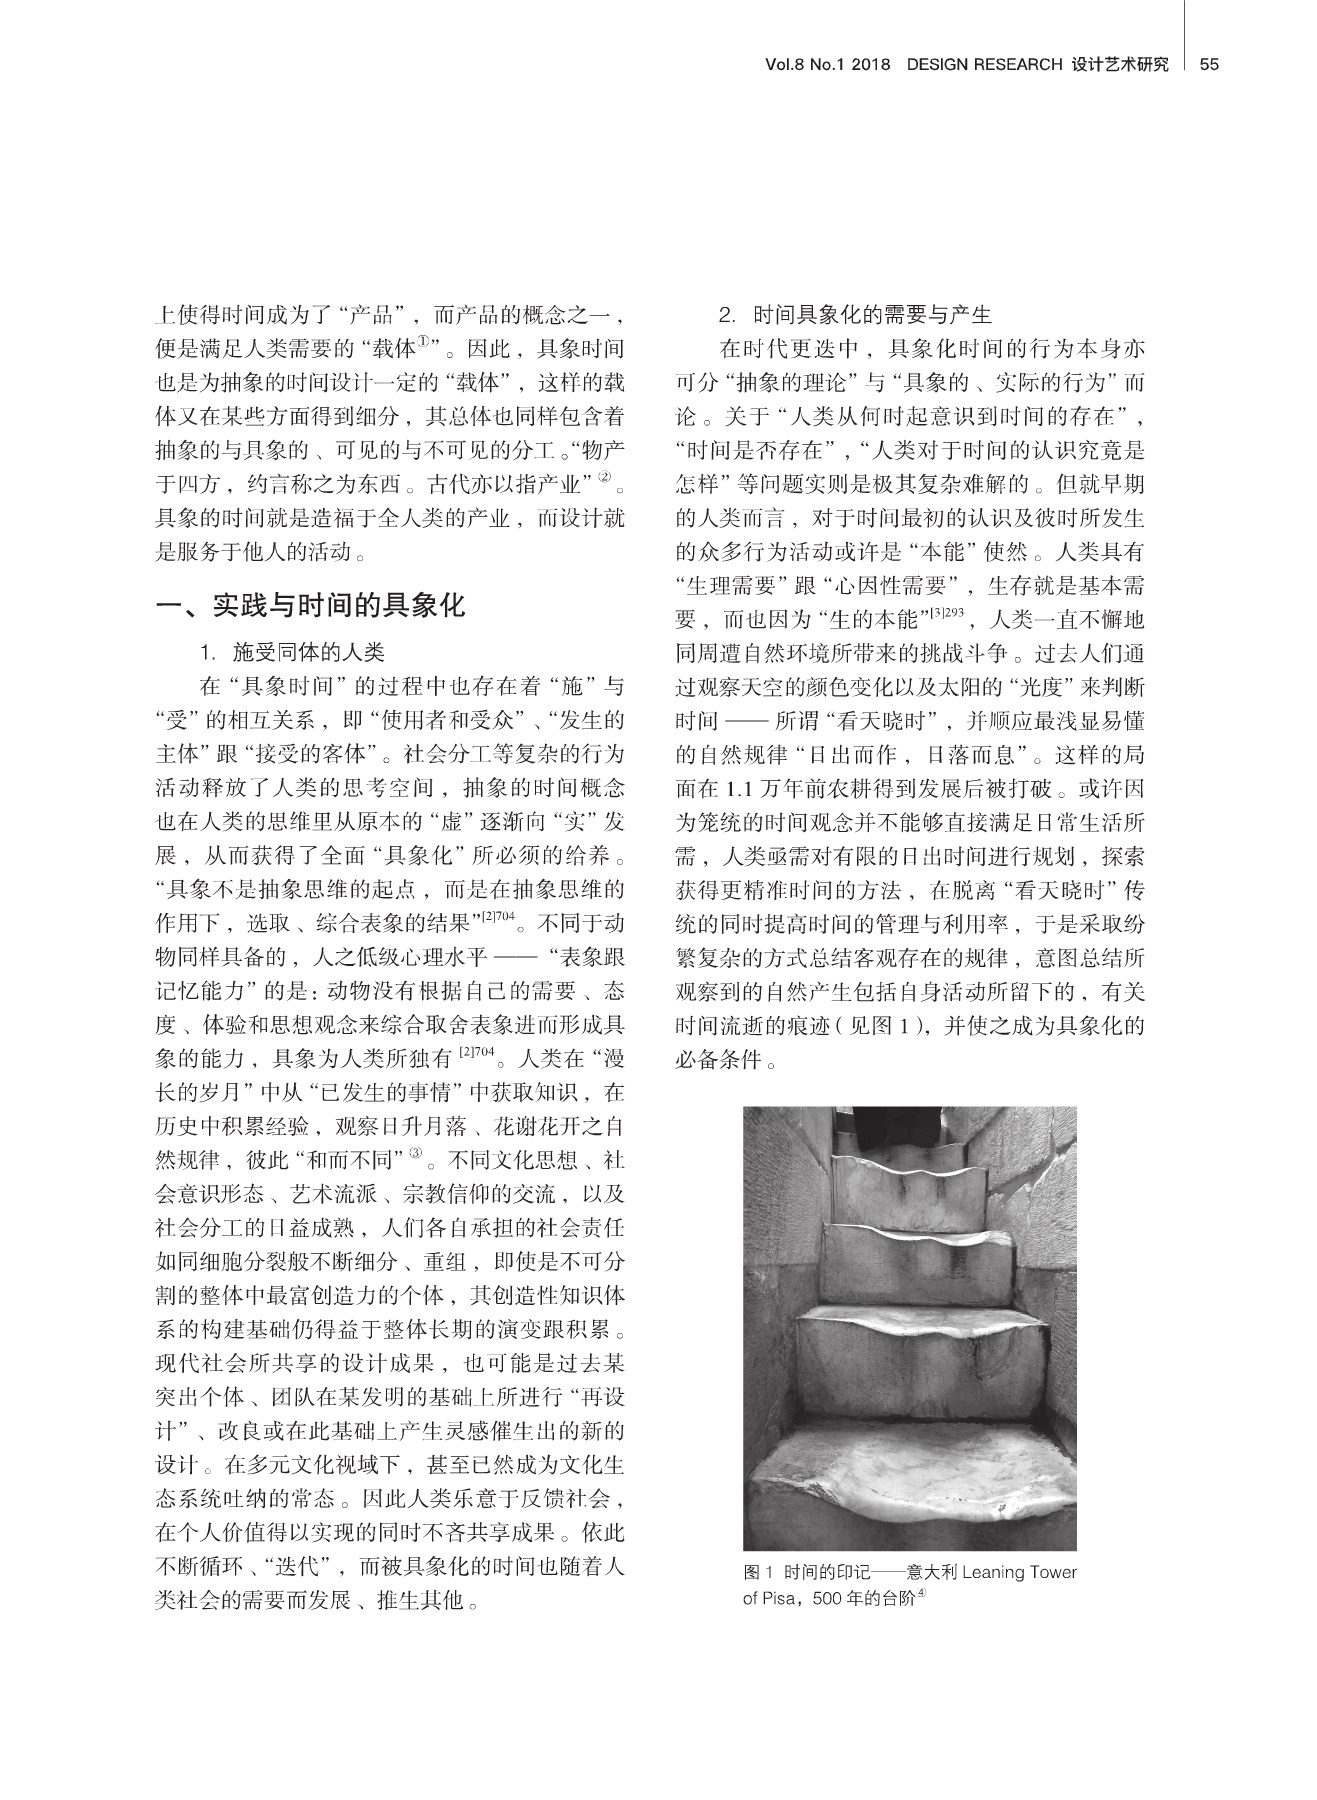 Vol.8 No.1 2018 DESIGN RESEARCH 设计艺术研究 55
上使得时间成为了“产品”，而产品的概念之一，
便是满足人类需要的“载体①”。因此，具象时间
也是为抽象的时间设计一定的“载体”，这样的载
体又在某些方面得到细分，其总体也同样包含着
抽象的与具象的、可见的与不可见的分工。“物产
于四方，约言称之为东西。古代亦以指产业”②。
具象的时间就是造福于全人类的产业，而设计就
是服务于他人的活动。
一、实践与时间的具象化
1. 施受同体的人类
在“具象时间”的过程中也存在着“施”与
“受”的相互关系，即“使用者和受众”、“发生的
主体”跟“接受的客体”。社会分工等复杂的行为
活动释放了人类的思考空间，抽象的时间概念
也在人类的思维里从原本的“虚”逐渐向“实”发
展，从而获得了全面“具象化”所必须的给养。
“具象不是抽象思维的起点，而是在抽象思维的
作用下，选取、综合表象的结果”[2]704。不同于动
物同样具备的，人之低级心理水平——“表象跟
记忆能力”的是：动物没有根据自己的需要、态
度、体验和思想观念来综合取舍表象进而形成具
象的能力，具象为人类所独有[2]704。人类在“漫
长的岁月”中从“已发生的事情”中获取知识，在
历史中积累经验，观察日升月落、花谢花开之自
然规律，彼此“和而不同”③。不同文化思想、社
会意识形态、艺术流派、宗教信仰的交流，以及
社会分工的日益成熟，人们各自承担的社会责任
如同细胞分裂般不断细分、重组，即使是不可分
割的整体中最富创造力的个体，其创造性知识体
系的构建基础仍得益于整体长期的演变跟积累。
现代社会所共享的设计成果，也可能是过去某
突出个体、团队在某发明的基础上所进行“再设
计”、改良或在此基础上产生灵感催生出的新的
设计。在多元文化视域下，甚至已然成为文化生
态系统吐纳的常态。因此人类乐意于反馈社会，
在个人价值得以实现的同时不吝共享成果。依此
不断循环、“迭代”，而被具象化的时间也随着人
类社会的需要而发展、推生其他。
2. 时间具象化的需要与产生
在时代更迭中，具象化时间的行为本身亦
可分“抽象的理论”与“具象的、实际的行为”而
论。关于“人类从何时起意识到时间的存在”，
“时间是否存在”，“人类对于时间的认识究竟是
怎样”等问题实则是极其复杂难解的。但就早期
的人类而言，对于时间最初的认识及彼时所发生
的众多行为活动或许是“本能”使然。人类具有
“生理需要”跟“心因性需要”，生存就是基本需
要，而也因为“生的本能”[3]293，人类一直不懈地
同周遭自然环境所带来的挑战斗争。过去人们通
过观察天空的颜色变化以及太阳的“光度”来判断
时间——所谓“看天晓时”，并顺应最浅显易懂
的自然规律“日出而作，日落而息”。这样的局
面在1.1万年前农耕得到发展后被打破。或许因
为笼统的时间观念并不能够直接满足日常生活所
需，人类亟需对有限的日出时间进行规划，探索
获得更精准时间的方法，在脱离“看天晓时”传
统的同时提高时间的管理与利用率，于是采取纷
繁复杂的方式总结客观存在的规律，意图总结所
观察到的自然产生包括自身活动所留下的，有关
时间流逝的痕迹（见图1），并使之成为具象化的
必备条件。
图1 时间的印记——意大利Leaning Tower
of Pisa，500年的台阶④